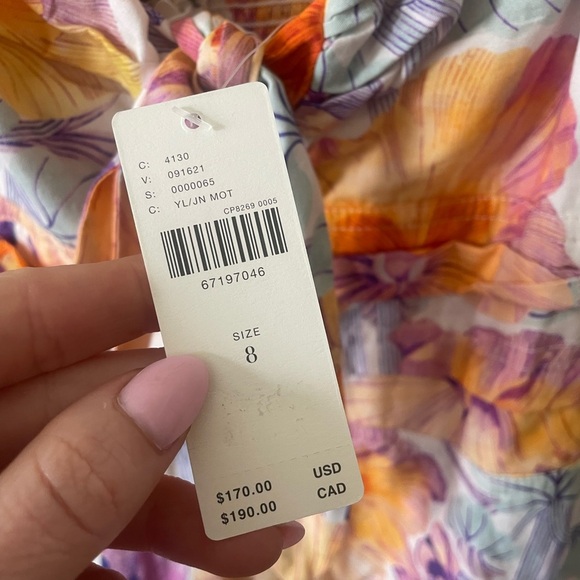 C: 4130
V: 091621
S: 0000065
C: YL/JN MOT
CP8269 0005
67197046
SIZE
8
$170.00 USD
$190.00 CAD